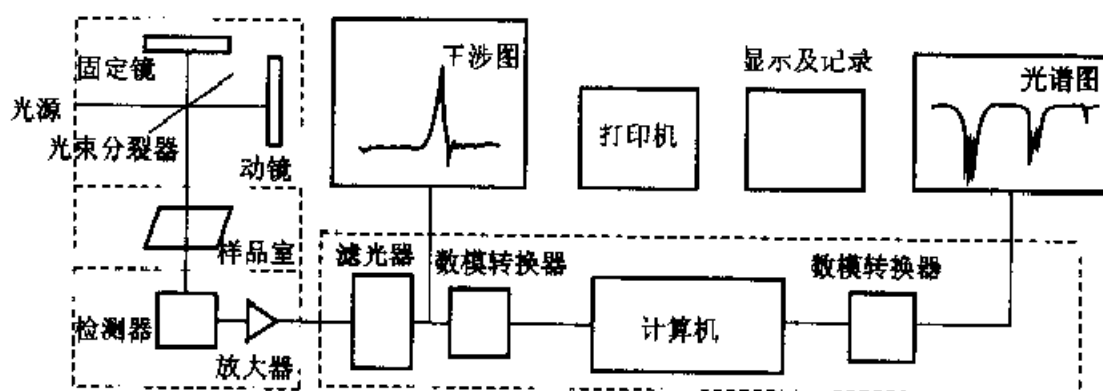 固定镜
光源
光束分裂器
动镜
样品室
检测器
放大器
干涉图
打印机
显示及记录
光谱图
滤光器
数模转换器
计算机
数模转换器